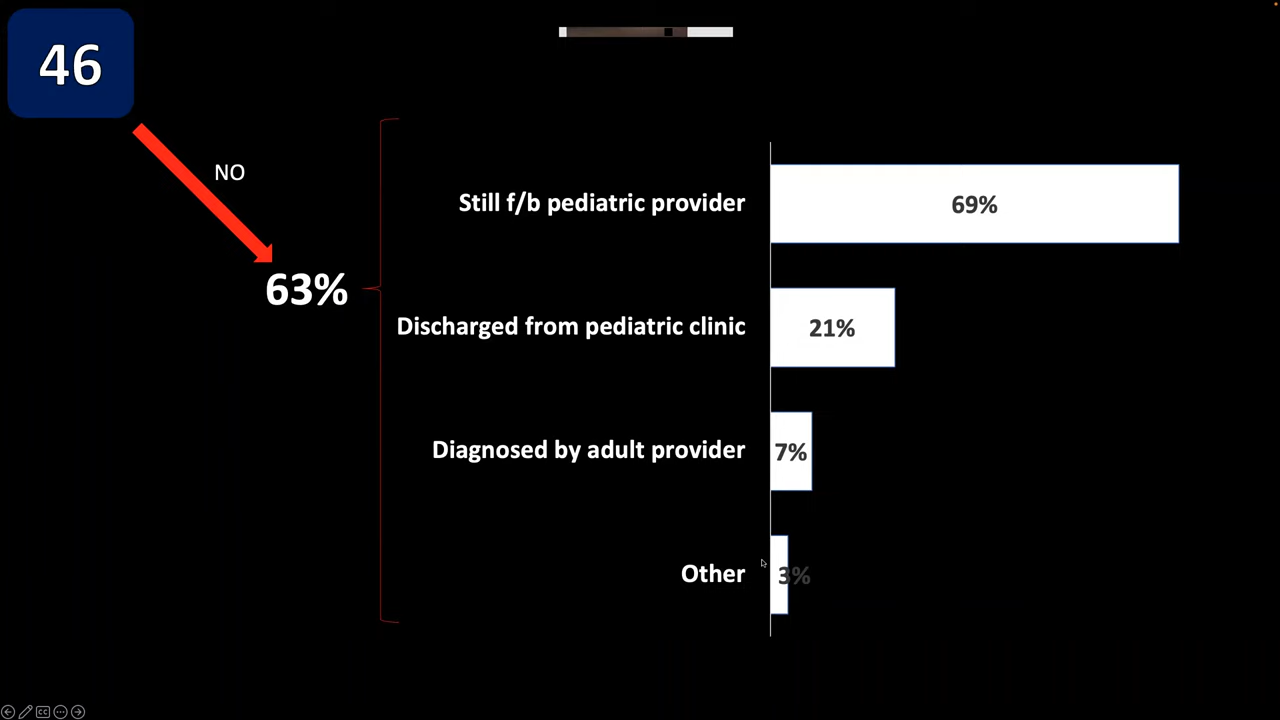 46
NO
63%
Still f/b pediatric provider
69%
Discharged from pediatric clinic
21%
Diagnosed by adult provider
7%
Other
3%
CC